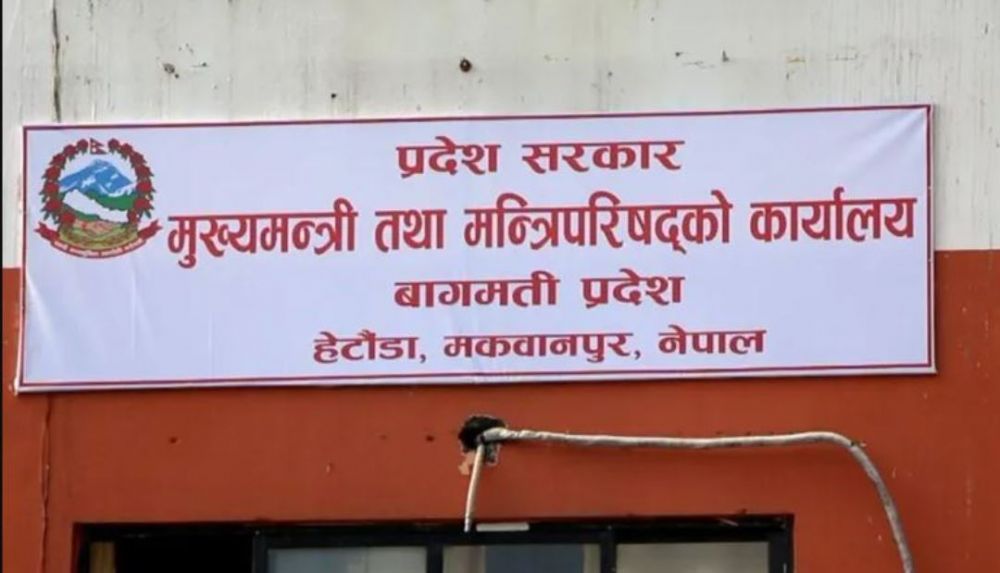 प्रदेश सरकार
मुख्यमन्त्री तथा मन्त्रिपरिषद्को कार्यालय
बागमती प्रदेश
हेटौंडा, मकवानपुर, नेपाल